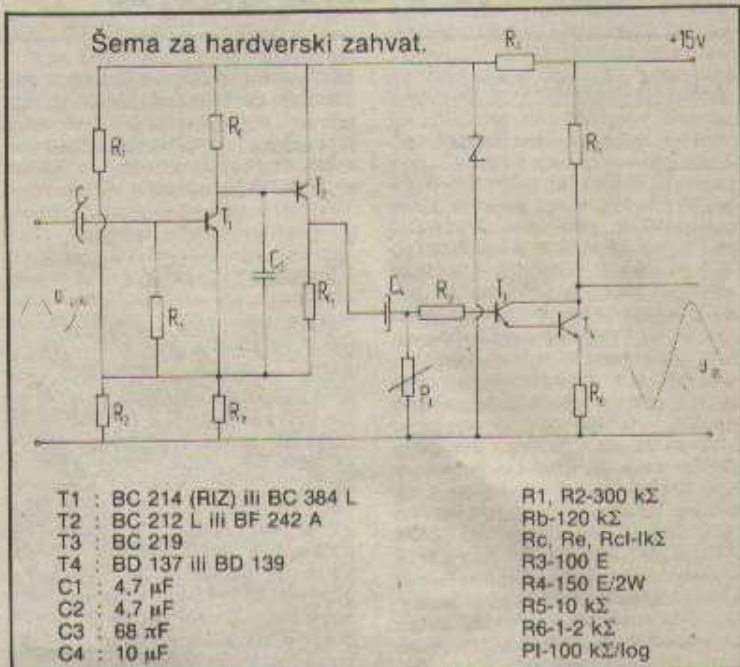 Šema za hardverski zahvat.
+15v
T1 : BC 214 (RIZ) ili BC 384 L
T2 : BC 212 L ili BF 242 A
T3 : BC 219
T4 : BD 137 ili BD 139
C1 : 4,7 µF
C2 : 4,7 µF
C3 : 68 πF
C4 : 10 µF
R1, R2-300 kΣ
Rb-120 kΣ
Rc, Re, Rcl-lkΣ
R3-100 E
R4-150 E/2W
R5-10 kΣ
R6-1-2 kΣ
PI-100 kΣ/log